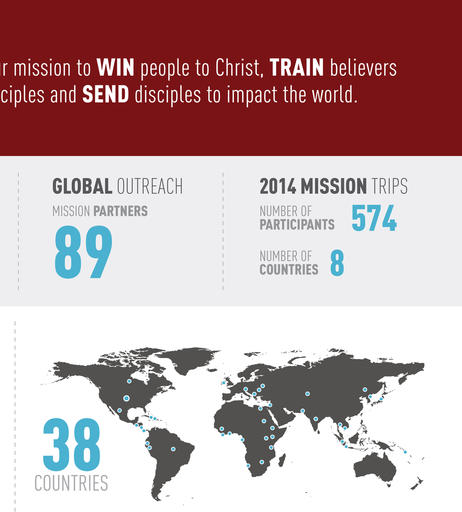 r mission to WIN people to Christ, TRAIN believers
ciples and SEND disciples to impact the world.
GLOBAL OUTREACH
MISSION PARTNERS
89
2014 MISSION TRIPS
NUMBER OF
PARTICIPANTS
574
NUMBER OF
COUNTRIES
8
38
COUNTRIES